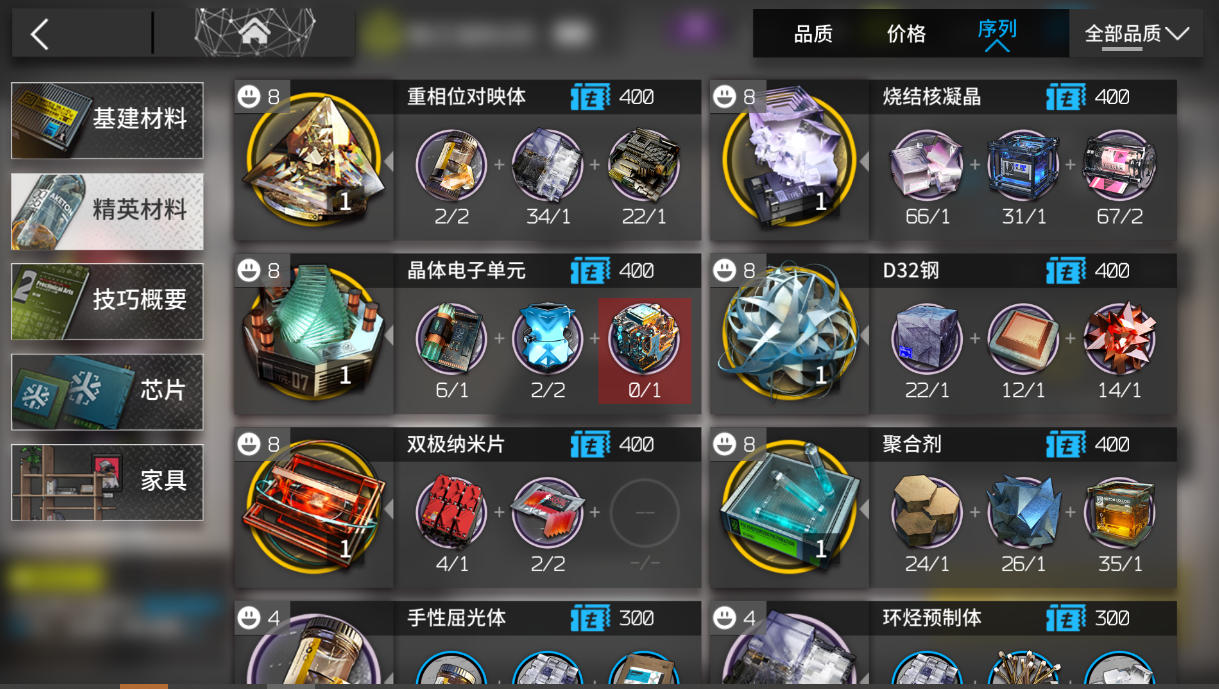 品质 价格 序列 全部品质
基建材料
精英材料
技巧概要
芯片
家具
8 重相位对映体 400
1 2/2 + 34/1 + 22/1
8 烧结核凝晶 400
1 66/1 + 31/1 + 67/2
8 晶体电子单元 400
1 6/1 + 2/2 + 0/1
8 D32钢 400
1 22/1 + 12/1 + 14/1
8 双极纳米片 400
1 4/1 + 2/2 + -- -/-
8 聚合剂 400
1 24/1 + 26/1 + 35/1
4 手性屈光体 300
4 环烃预制体 300